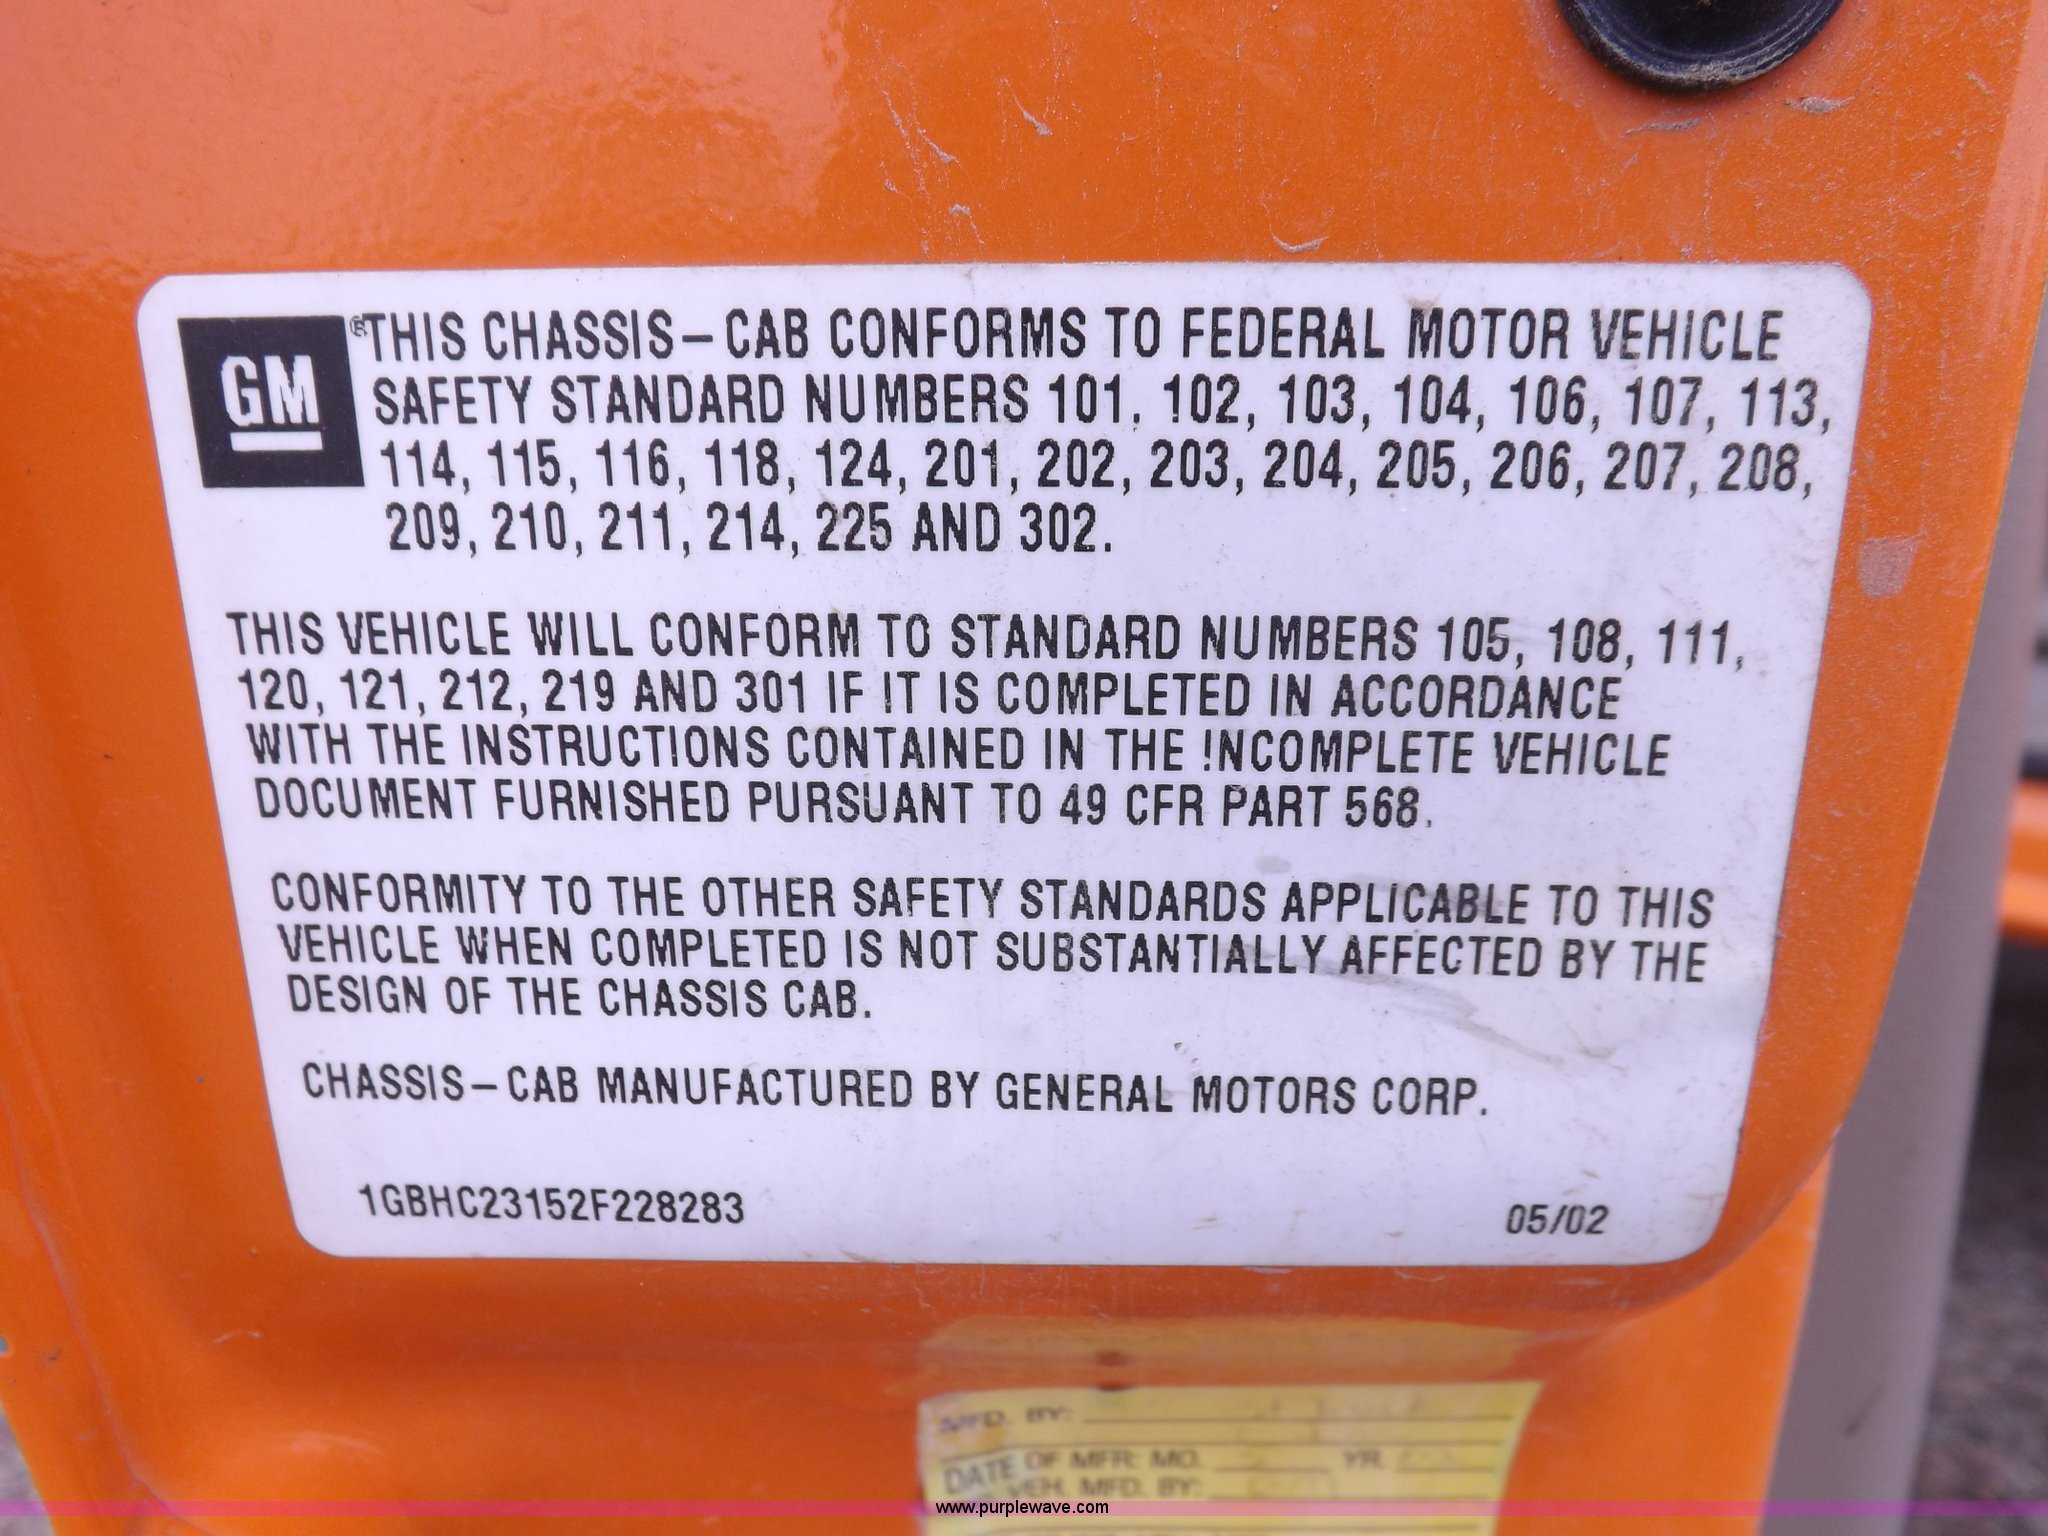 GM
®THIS CHASSIS-CAB CONFORMS TO FEDERAL MOTOR VEHICLE
SAFETY STANDARD NUMBERS 101, 102, 103, 104, 106, 107, 113,
114, 115, 116, 118, 124, 201, 202, 203, 204, 205, 206, 207, 208,
209, 210, 211, 214, 225 AND 302.
THIS VEHICLE WILL CONFORM TO STANDARD NUMBERS 105, 108, 111,
120, 121, 212, 219 AND 301 IF IT IS COMPLETED IN ACCORDANCE
WITH THE INSTRUCTIONS CONTAINED IN THE INCOMPLETE VEHICLE
DOCUMENT FURNISHED PURSUANT TO 49 CFR PART 568.
CONFORMITY TO THE OTHER SAFETY STANDARDS APPLICABLE TO THIS
VEHICLE WHEN COMPLETED IS NOT SUBSTANTIALLY AFFECTED BY THE
DESIGN OF THE CHASSIS CAB.
CHASSIS-CAB MANUFACTURED BY GENERAL MOTORS CORP.
1GBHC23152F228283 05/02
MFD. BY:
DATE OF MFR: MO. YR.
VEH. MFD. BY:
www.purplewave.com